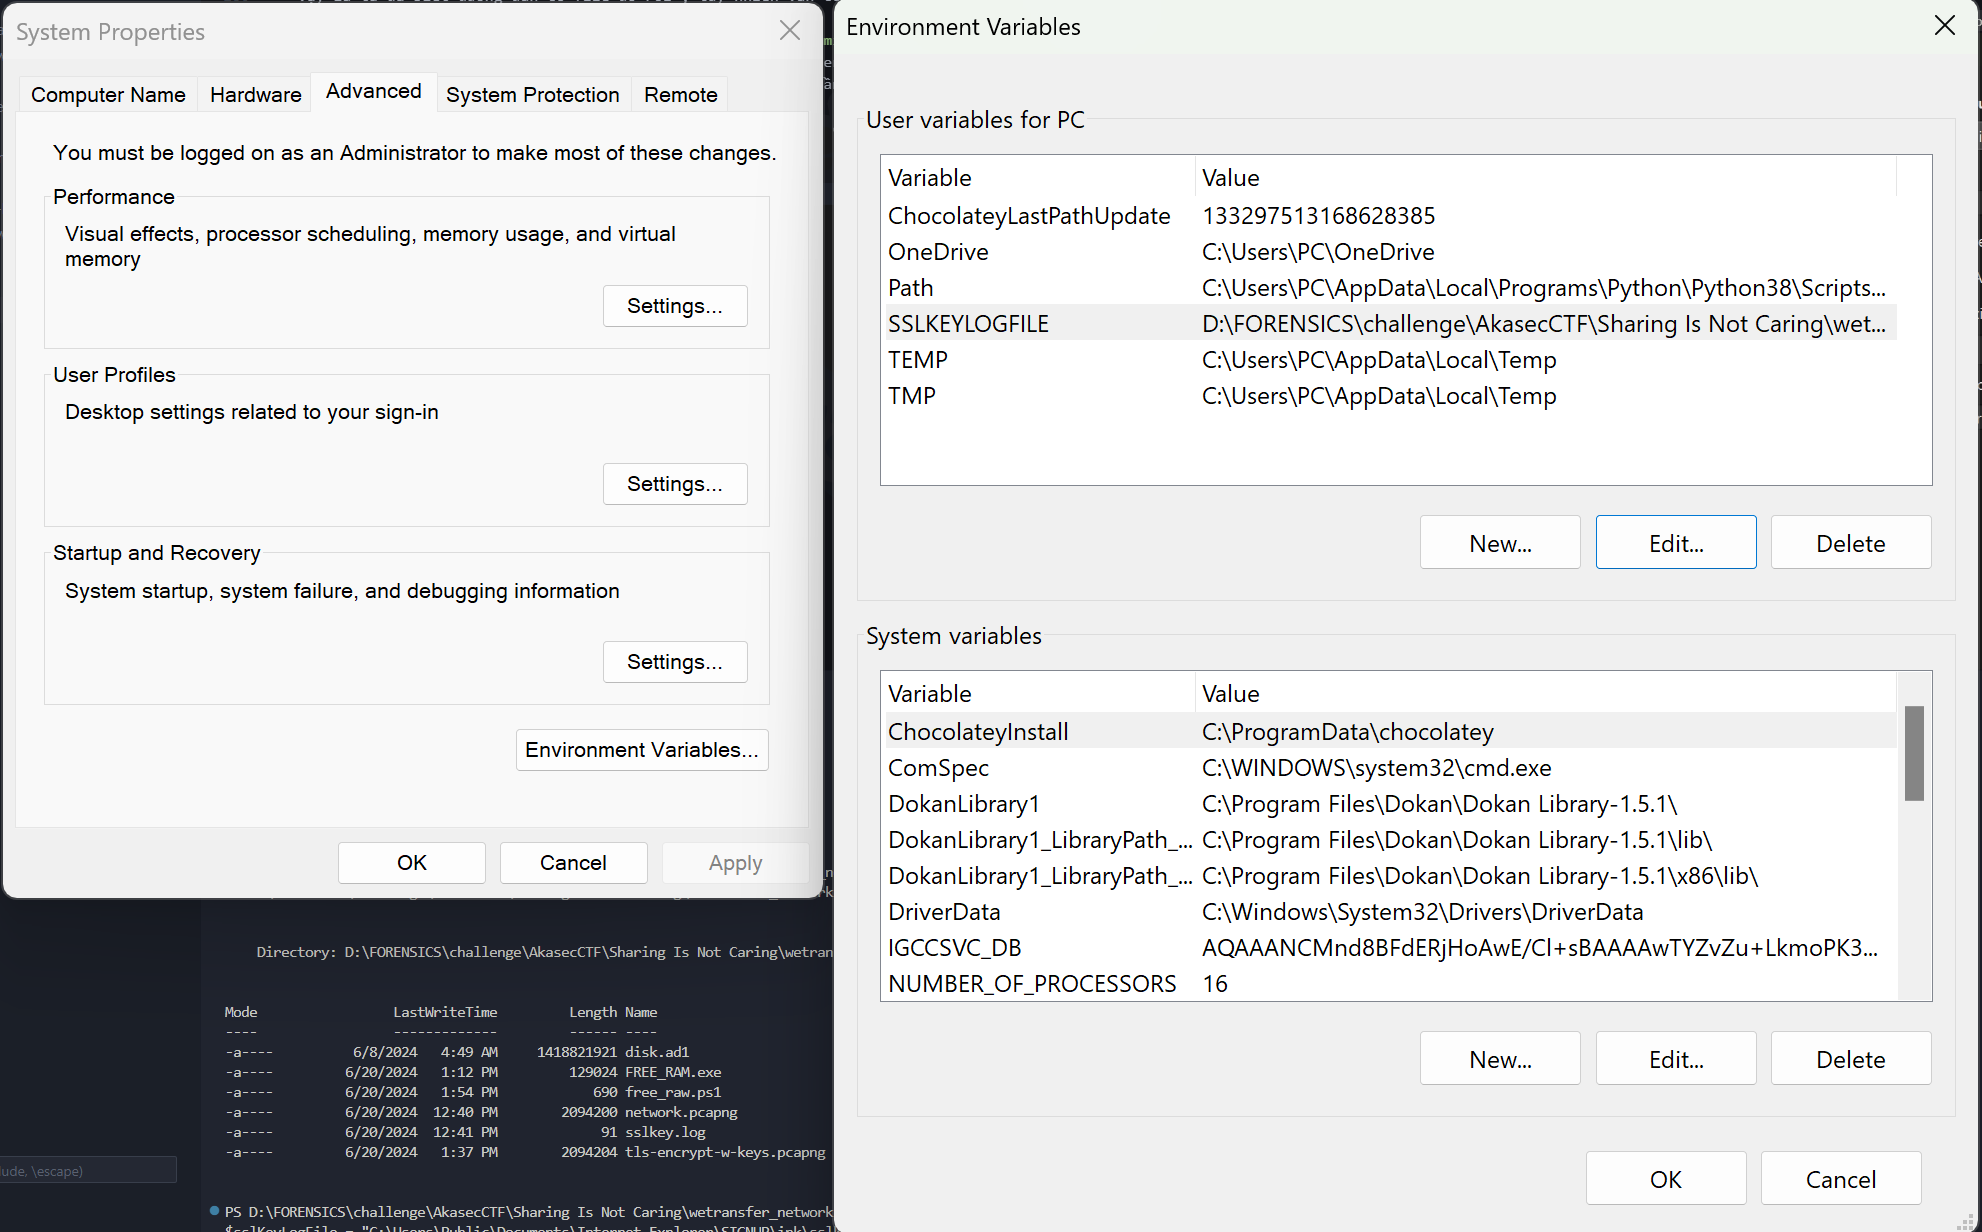 System Properties
Computer Name
Hardware
Advanced
System Protection
Remote
You must be logged on as an Administrator to make most of these changes.
Performance
Visual effects, processor scheduling, memory usage, and virtual
memory
Settings...
User Profiles
Desktop settings related to your sign-in
Settings...
Startup and Recovery
System startup, system failure, and debugging information
Settings...
Environment Variables...
OK
Cancel
Apply
Directory: D:\FORENSICS\challenge\AkasecCTF\Sharing Is Not Caring\wetran
Mode LastWriteTime Length Name
---- ------------- ------ ----
-a---- 6/8/2024 4:49 AM 1418821921 disk.ad1
-a---- 6/20/2024 1:12 PM 129024 FREE_RAM.exe
-a---- 6/20/2024 1:54 PM 690 free_raw.ps1
-a---- 6/20/2024 12:40 PM 2094200 network.pcapng
-a---- 6/20/2024 12:41 PM 91 sslkey.log
-a---- 6/20/2024 1:37 PM 2094204 tls-encrypt-w-keys.pcapng
lude, \escape)
PS D:\FORENSICS\challenge\AkasecCTF\Sharing Is Not Caring\wetransfer_network
Environment Variables
User variables for PC
Variable Value
ChocolateyLastPathUpdate 133297513168628385
OneDrive C:\Users\PC\OneDrive
Path C:\Users\PC\AppData\Local\Programs\Python\Python38\Scripts...
SSLKEYLOGFILE D:\FORENSICS\challenge\AkasecCTF\Sharing Is Not Caring\wet...
TEMP C:\Users\PC\AppData\Local\Temp
TMP C:\Users\PC\AppData\Local\Temp
New...
Edit...
Delete
System variables
Variable Value
ChocolateyInstall C:\ProgramData\chocolatey
ComSpec C:\WINDOWS\system32\cmd.exe
DokanLibrary1 C:\Program Files\Dokan\Dokan Library-1.5.1\
DokanLibrary1_LibraryPath_... C:\Program Files\Dokan\Dokan Library-1.5.1\lib\
DokanLibrary1_LibraryPath_... C:\Program Files\Dokan\Dokan Library-1.5.1\x86\lib\
DriverData C:\Windows\System32\Drivers\DriverData
IGCCSVC_DB AQAAANCMnd8BFdERjHoAwE/Cl+sBAAAAwTYZvZu+LkmoPK3...
NUMBER_OF_PROCESSORS 16
New...
Edit...
Delete
OK
Cancel